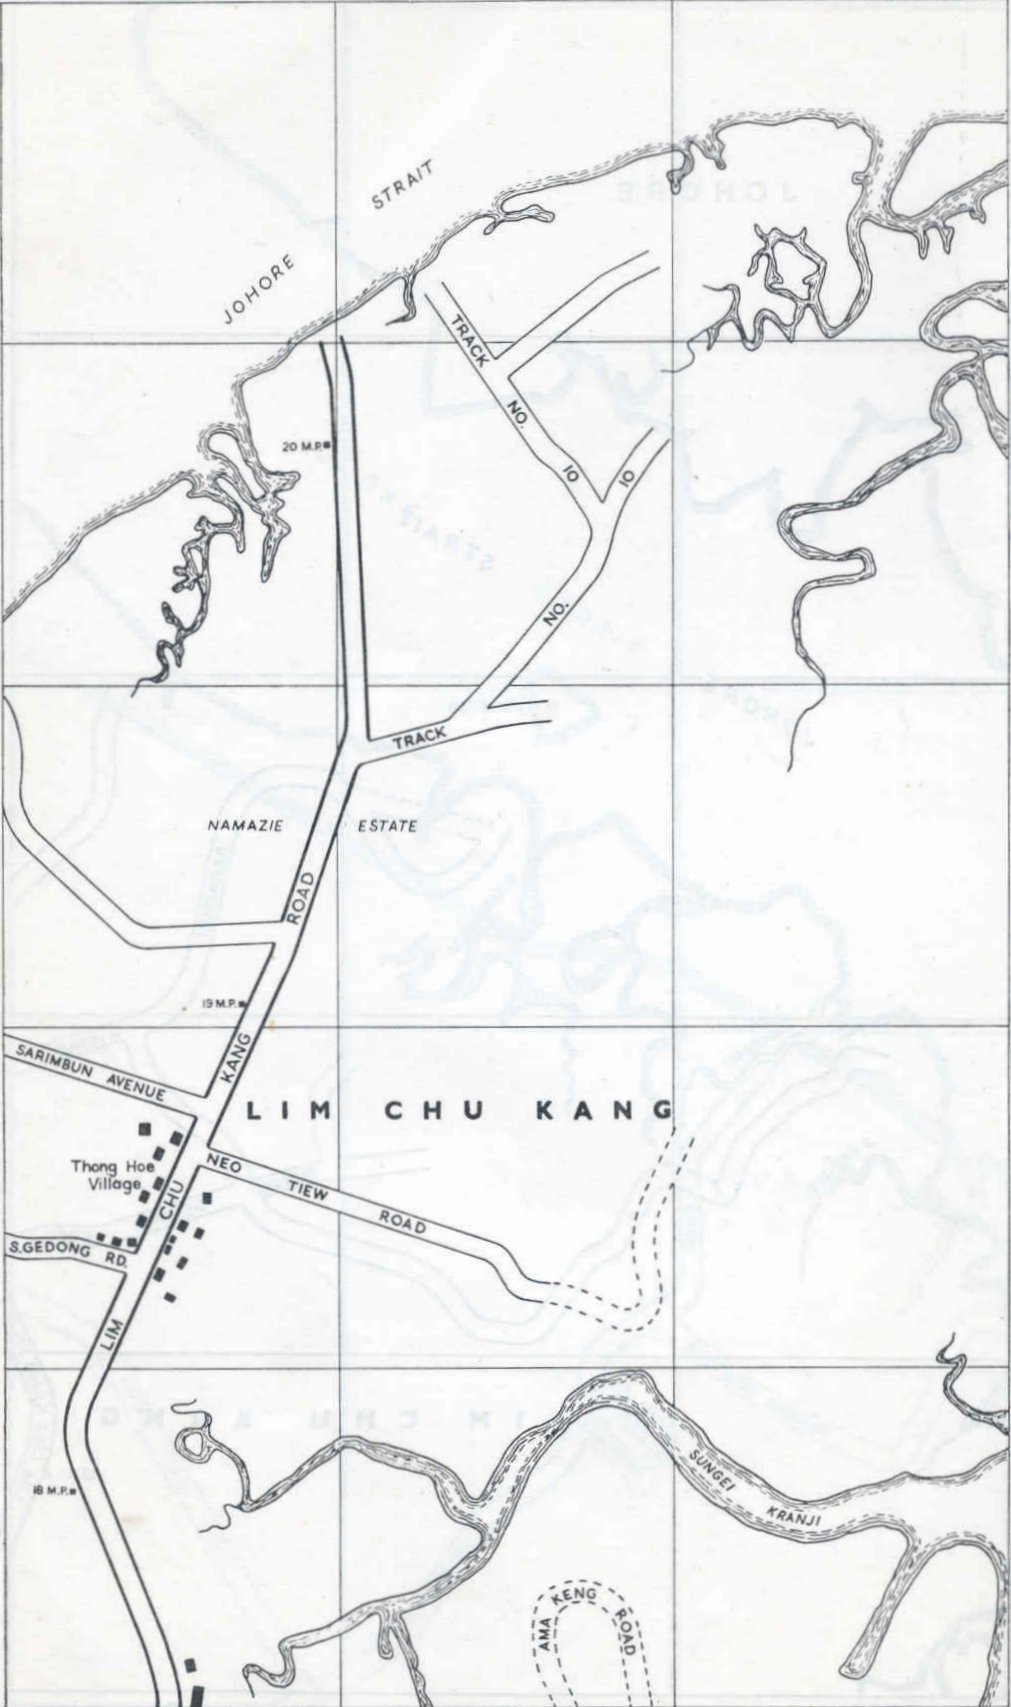 STRAIT
JOHORE
TRACK
NO.
10
10
20 M.P.
NO.
TRACK
NAMAZIE ESTATE
ROAD
19 M.P.
KANG
SARIMBUN AVENUE
LIM CHU KANG
NEO TIEW ROAD
Thong Hoe
Village
CHU
S.GEDONG RD.
LIM
18 M.P.
SUNGEI KRANJI
AMA KENG ROAD